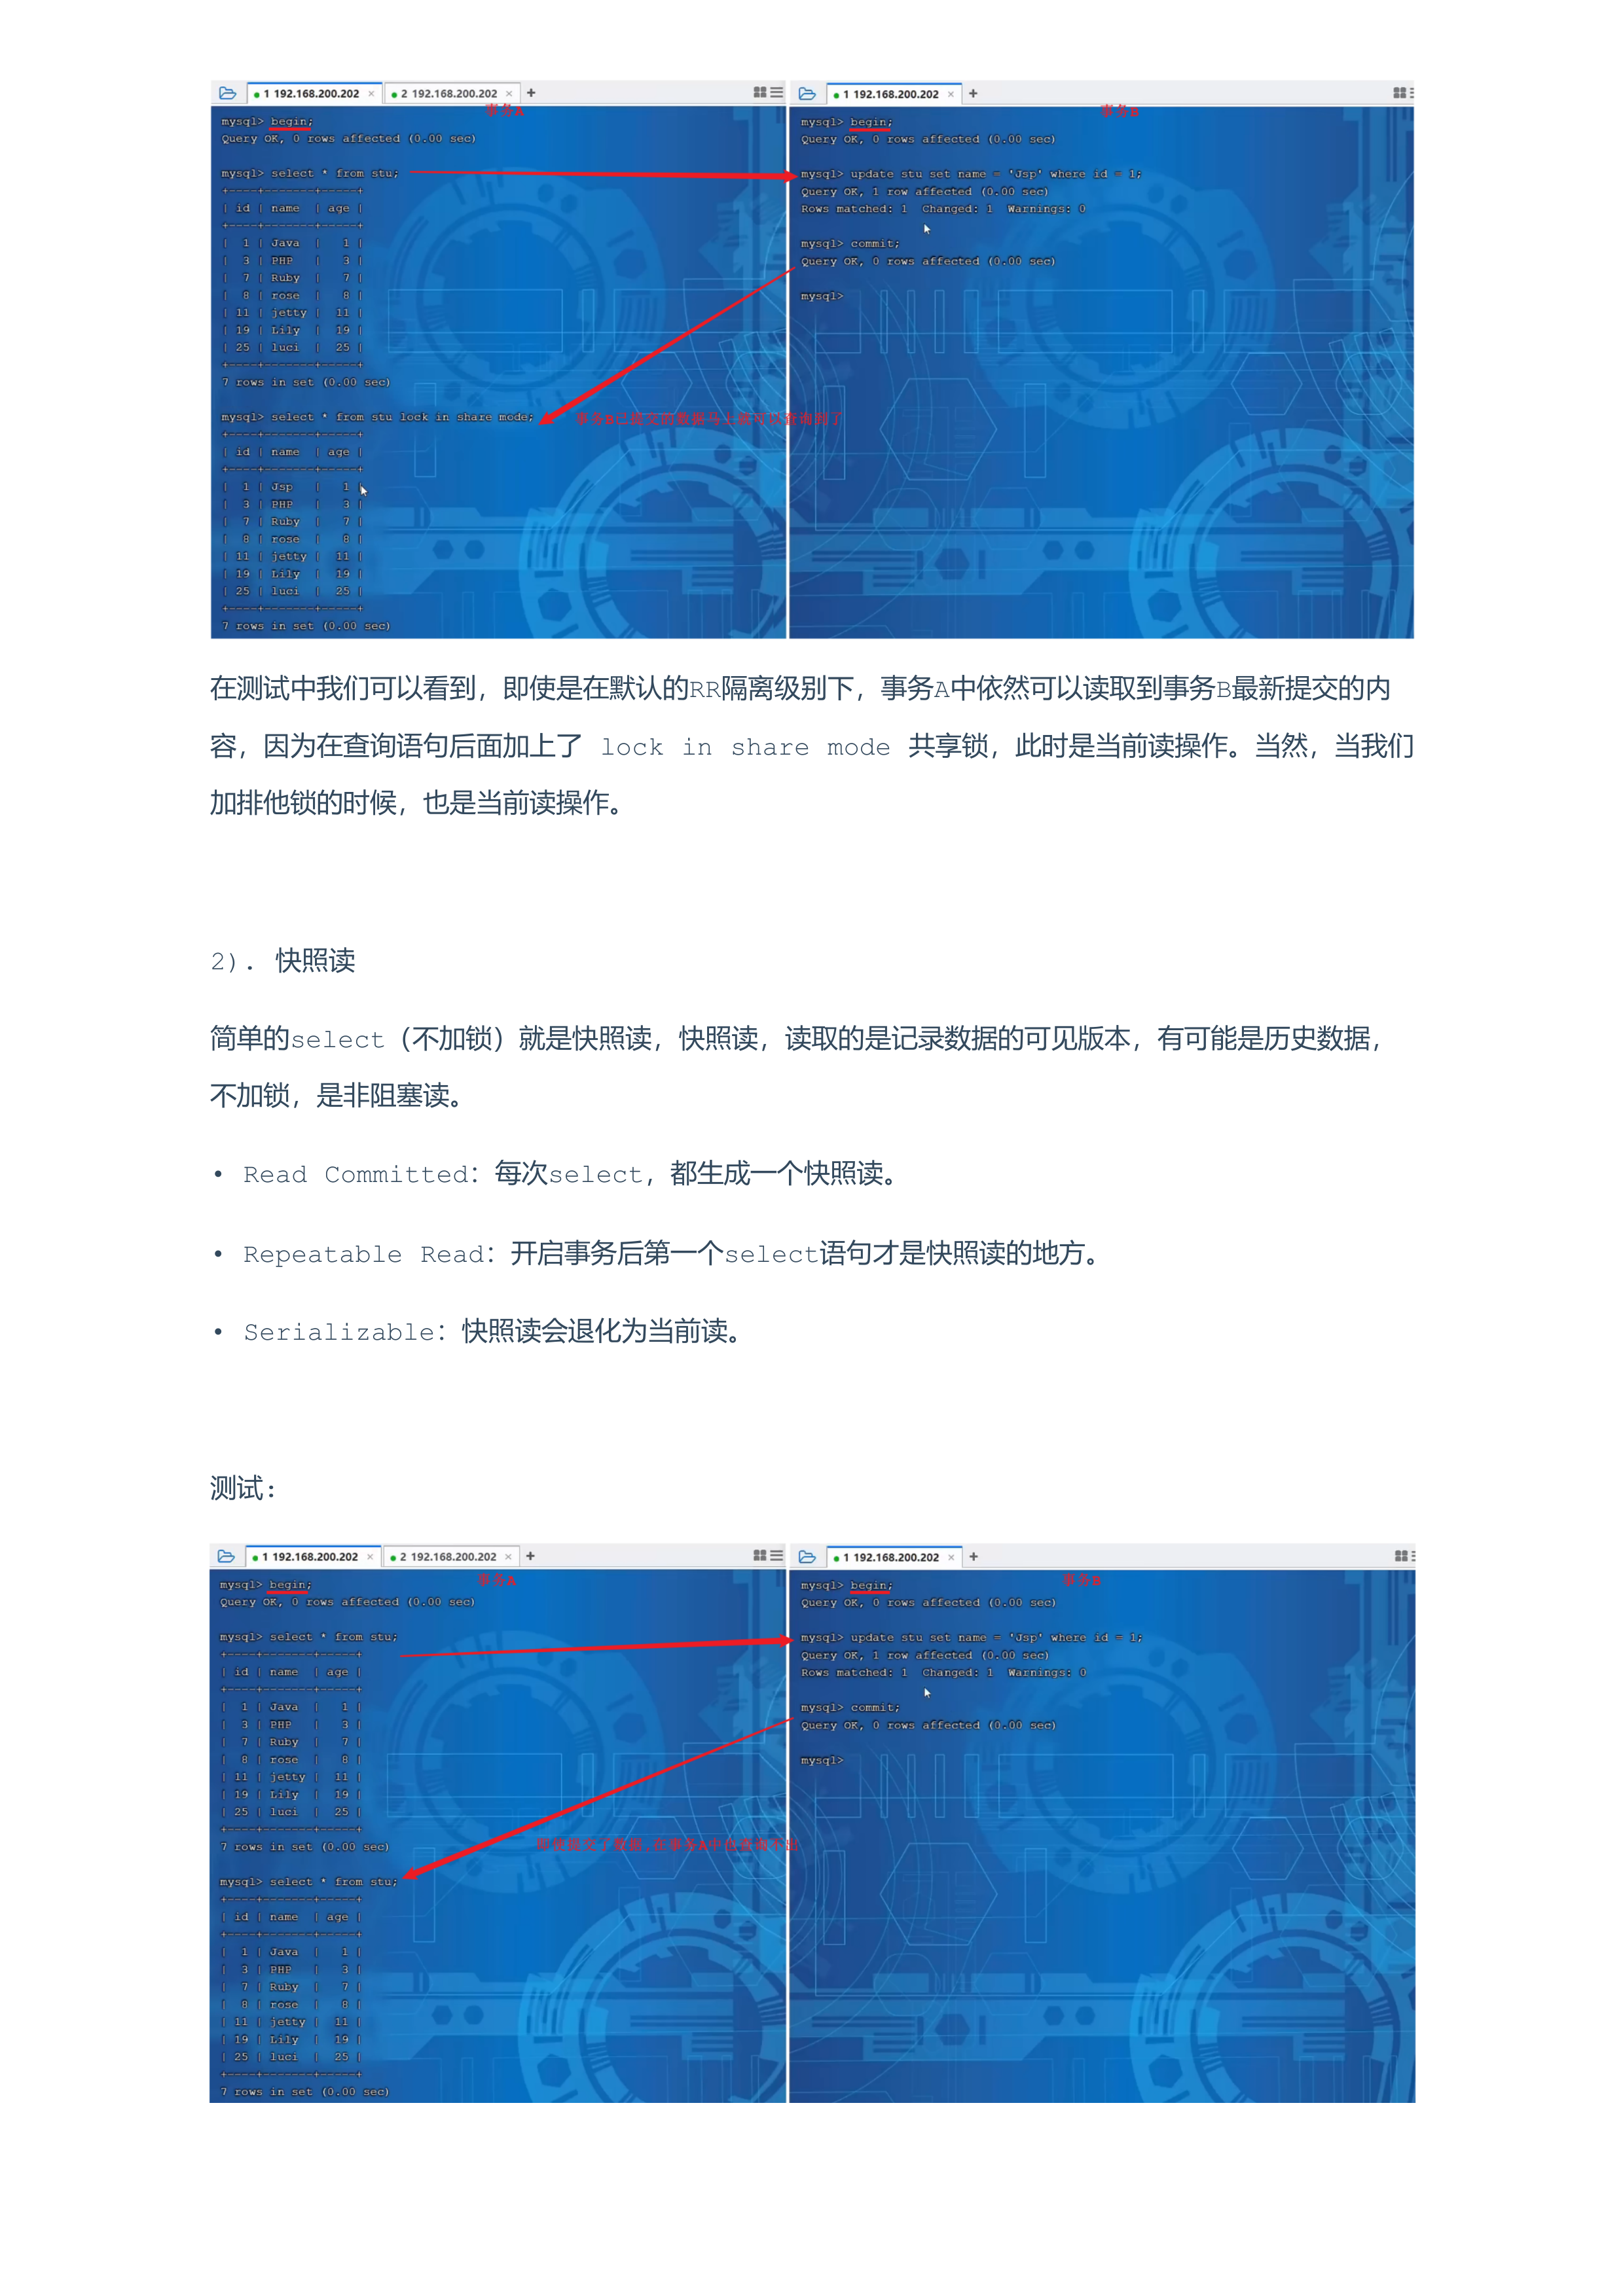 1 192.168.200.202 × 2 192.168.200.202 × +
事务A
mysql> begin;
Query OK, 0 rows affected (0.00 sec)
mysql> select * from stu;
+----+-------+-----+
| id | name  | age |
+----+-------+-----+
|  1 | Java  |   1 |
|  3 | PHP   |   3 |
|  7 | Ruby  |   7 |
|  8 | rose  |   8 |
| 11 | jetty |  11 |
| 19 | Lily  |  19 |
| 25 | luci  |  25 |
+----+-------+-----+
7 rows in set (0.00 sec)
mysql> select * from stu lock in share mode;
+----+-------+-----+
| id | name  | age |
+----+-------+-----+
|  1 | Jsp   |   1 |
|  3 | PHP   |   3 |
|  7 | Ruby  |   7 |
|  8 | rose  |   8 |
| 11 | jetty |  11 |
| 19 | Lily  |  19 |
| 25 | luci  |  25 |
+----+-------+-----+
7 rows in set (0.00 sec)
1 192.168.200.202 × +
事务B
mysql> begin;
Query OK, 0 rows affected (0.00 sec)
mysql> update stu set name = 'Jsp' where id = 1;
Query OK, 1 row affected (0.00 sec)
Rows matched: 1  Changed: 1  Warnings: 0
mysql> commit;
Query OK, 0 rows affected (0.00 sec)
mysql>
事务B已提交的数据马上就可以查询到了
在测试中我们可以看到，即使是在默认的RR隔离级别下，事务A中依然可以读取到事务B最新提交的内
容，因为在查询语句后面加上了 lock in share mode 共享锁，此时是当前读操作。当然，当我们
加排他锁的时候，也是当前读操作。
2). 快照读
简单的select（不加锁）就是快照读，快照读，读取的是记录数据的可见版本，有可能是历史数据，
不加锁，是非阻塞读。
• Read Committed：每次select，都生成一个快照读。
• Repeatable Read：开启事务后第一个select语句才是快照读的地方。
• Serializable：快照读会退化为当前读。
测试:
1 192.168.200.202 × 2 192.168.200.202 × +
事务A
mysql> begin;
Query OK, 0 rows affected (0.00 sec)
mysql> select * from stu;
+----+-------+-----+
| id | name  | age |
+----+-------+-----+
|  1 | Java  |   1 |
|  3 | PHP   |   3 |
|  7 | Ruby  |   7 |
|  8 | rose  |   8 |
| 11 | jetty |  11 |
| 19 | Lily  |  19 |
| 25 | luci  |  25 |
+----+-------+-----+
7 rows in set (0.00 sec)
mysql> select * from stu;
+----+-------+-----+
| id | name  | age |
+----+-------+-----+
|  1 | Java  |   1 |
|  3 | PHP   |   3 |
|  7 | Ruby  |   7 |
|  8 | rose  |   8 |
| 11 | jetty |  11 |
| 19 | Lily  |  19 |
| 25 | luci  |  25 |
+----+-------+-----+
7 rows in set (0.00 sec)
1 192.168.200.202 × +
事务B
mysql> begin;
Query OK, 0 rows affected (0.00 sec)
mysql> update stu set name = 'Jsp' where id = 1;
Query OK, 1 row affected (0.00 sec)
Rows matched: 1  Changed: 1  Warnings: 0
mysql> commit;
Query OK, 0 rows affected (0.00 sec)
mysql>
即使提交了数据,在事务A中也查询不出